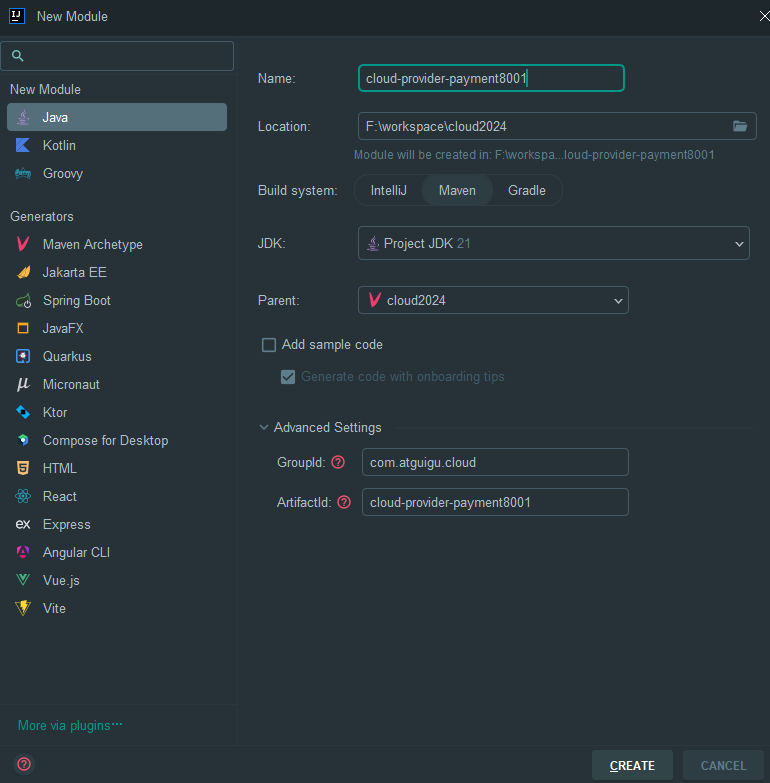 New Module
New Module
Java
Kotlin
Groovy
Generators
Maven Archetype
Jakarta EE
Spring Boot
JavaFX
Quarkus
Micronaut
Ktor
Compose for Desktop
HTML
React
Express
Angular CLI
Vue.js
Vite
More via plugins...
Name: cloud-provider-payment8001
Location: F:\workspace\cloud2024
Module will be created in: F:\workspa...loud-provider-payment8001
Build system: IntelliJ Maven Gradle
JDK: Project JDK 21
Parent: cloud2024
Add sample code
Generate code with onboarding tips
Advanced Settings
GroupId: ? com.atguigu.cloud
ArtifactId: ? cloud-provider-payment8001
? CREATE CANCEL